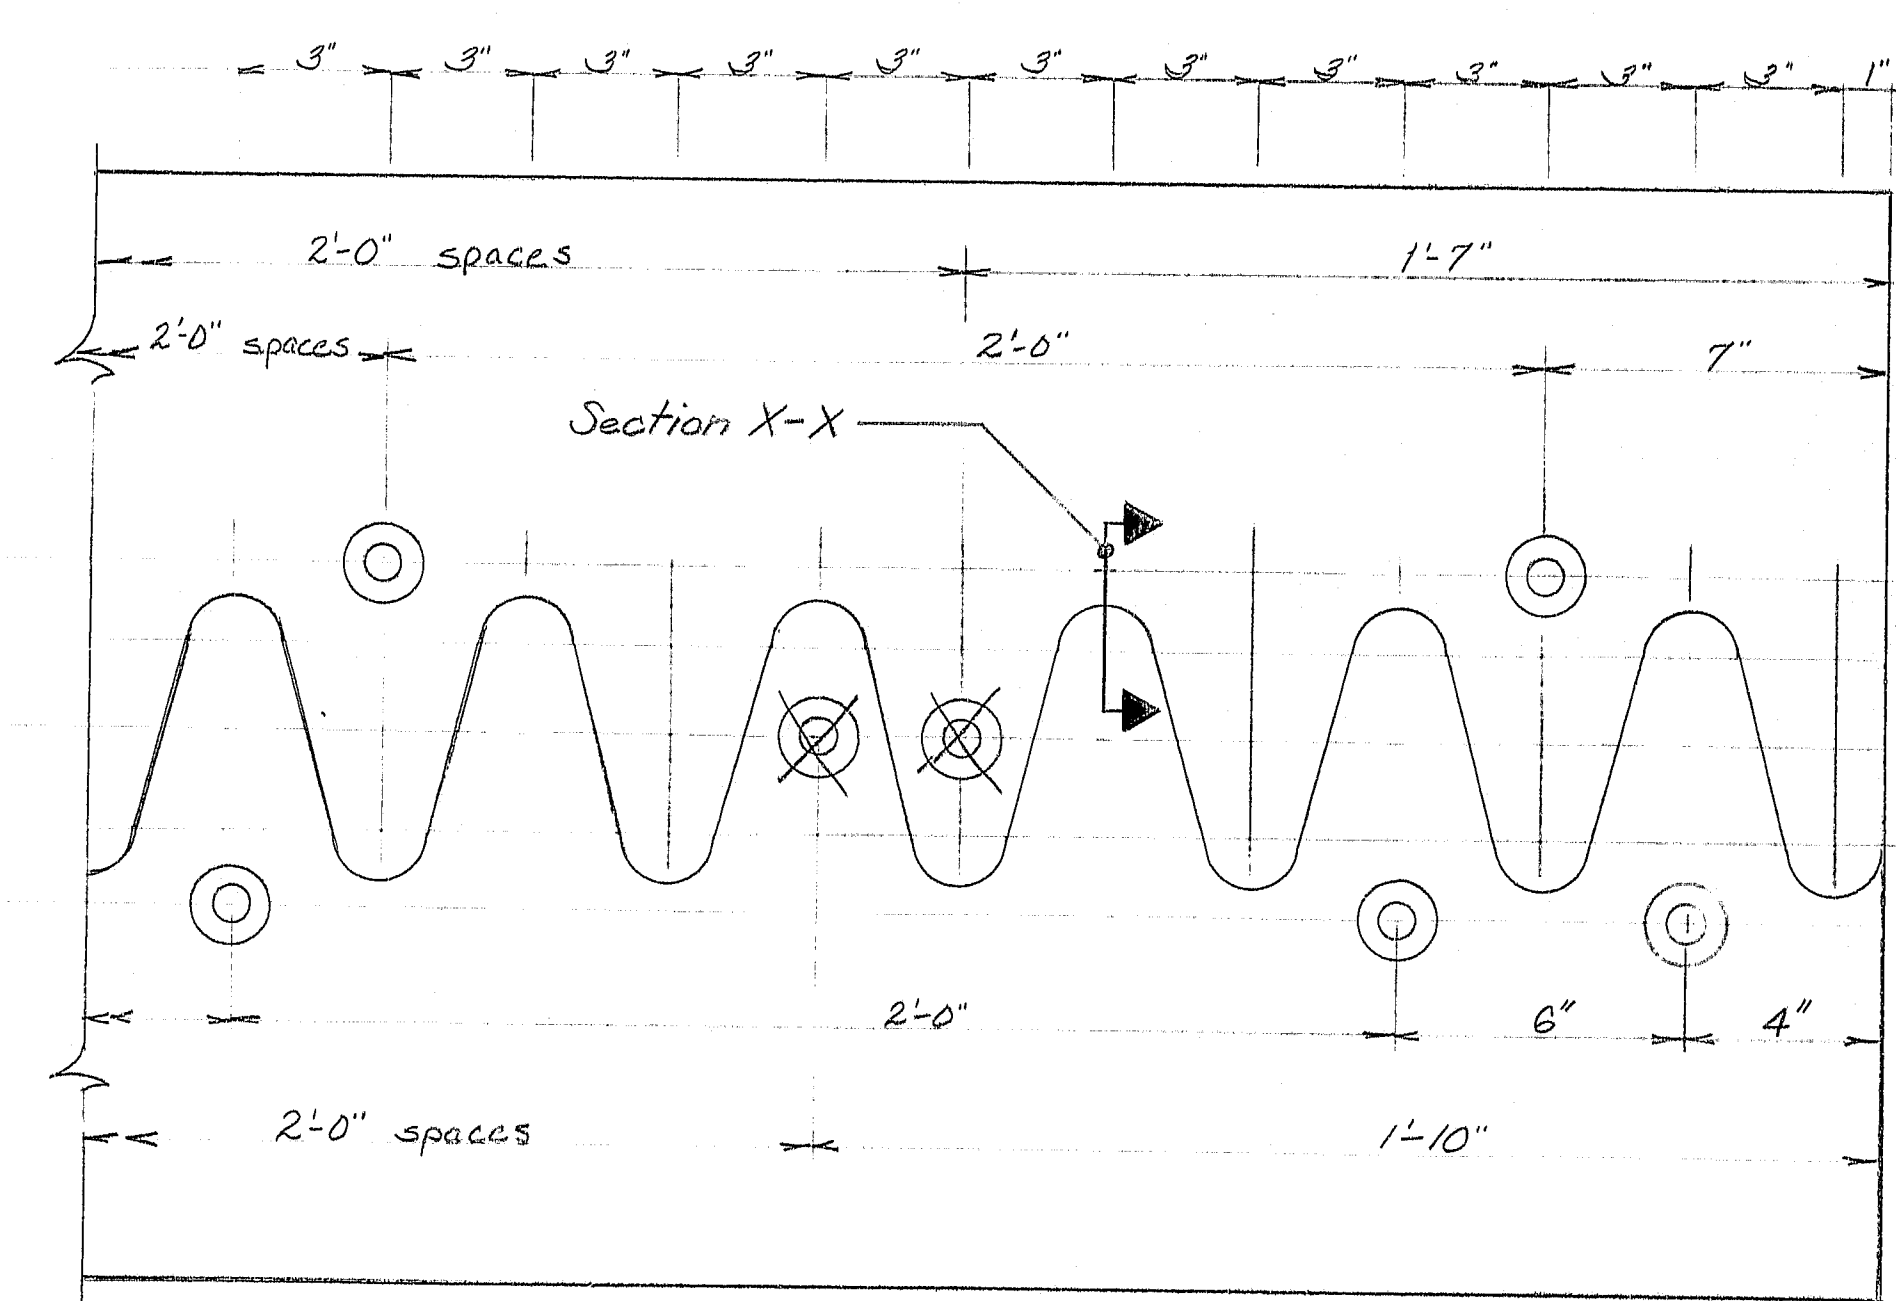 3" 3" 3" 3" 3" 3" 3" 3" 3" 3" 3" 1"
2'-0" spaces 1'-7"
2'-0" spaces 2'-0" 7"
Section X-X
2'-0" 6" 4"
2'-0" spaces 1'-10"